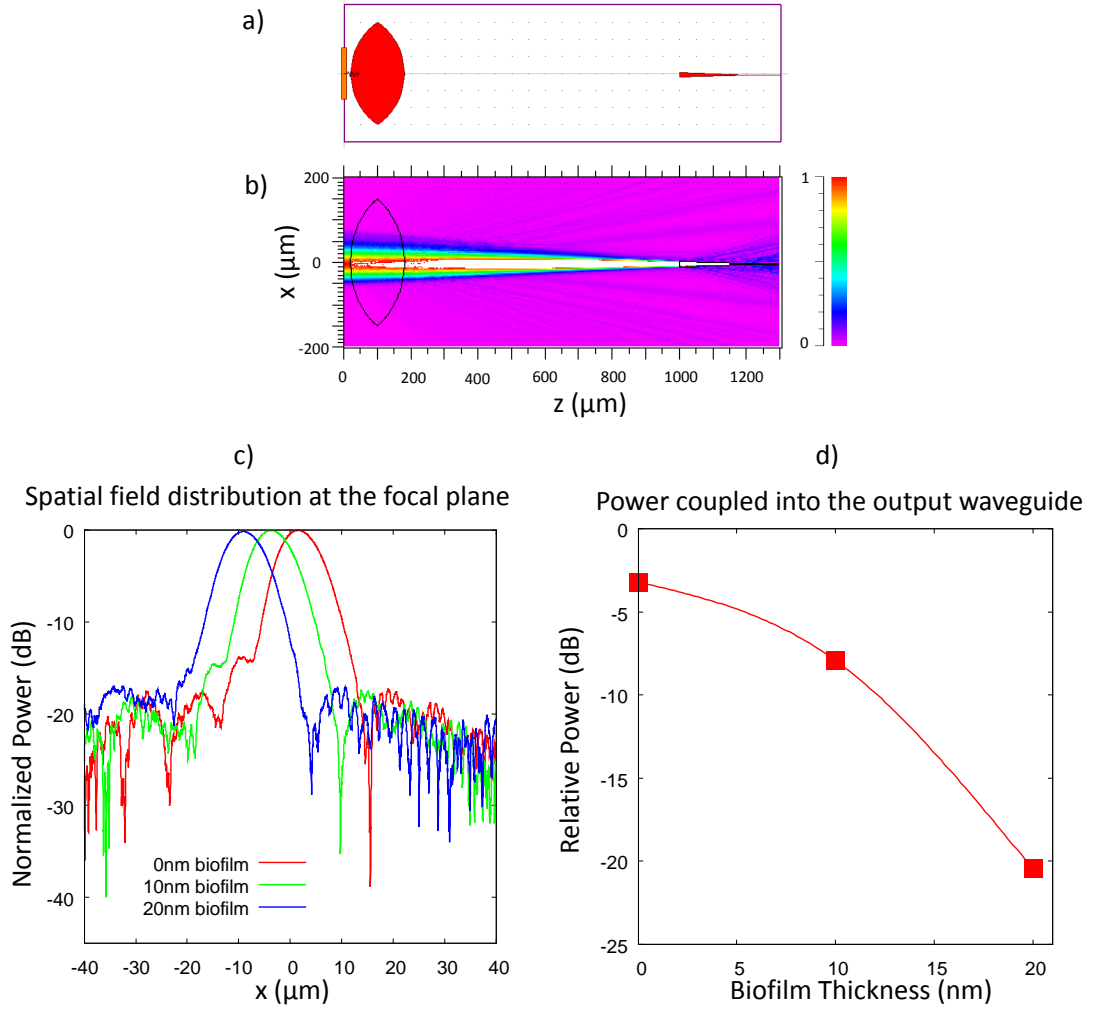 a)
b)
200
0
-200
x (μm)
0
200
400
600
800
1000
1200
z (μm)
1
0
c)
Spatial field distribution at the focal plane
0
-10
-20
-30
-40
Normalized Power (dB)
0nm biofilm
10nm biofilm
20nm biofilm
-40
-30
-20
-10
0
10
20
30
40
x (μm)
d)
Power coupled into the output waveguide
0
-5
-10
-15
-20
-25
Relative Power (dB)
0
5
10
15
20
Biofilm Thickness (nm)